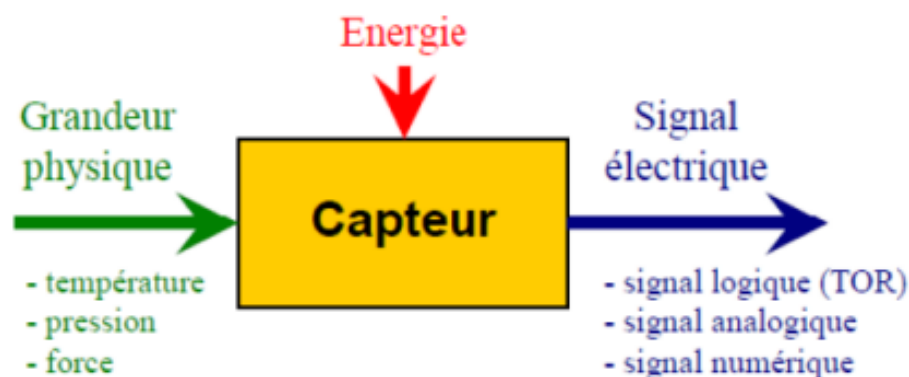 Energie
Grandeur
physique
Capteur
Signal
électrique
- température
- pression
- force
- signal logique (TOR)
- signal analogique
- signal numérique